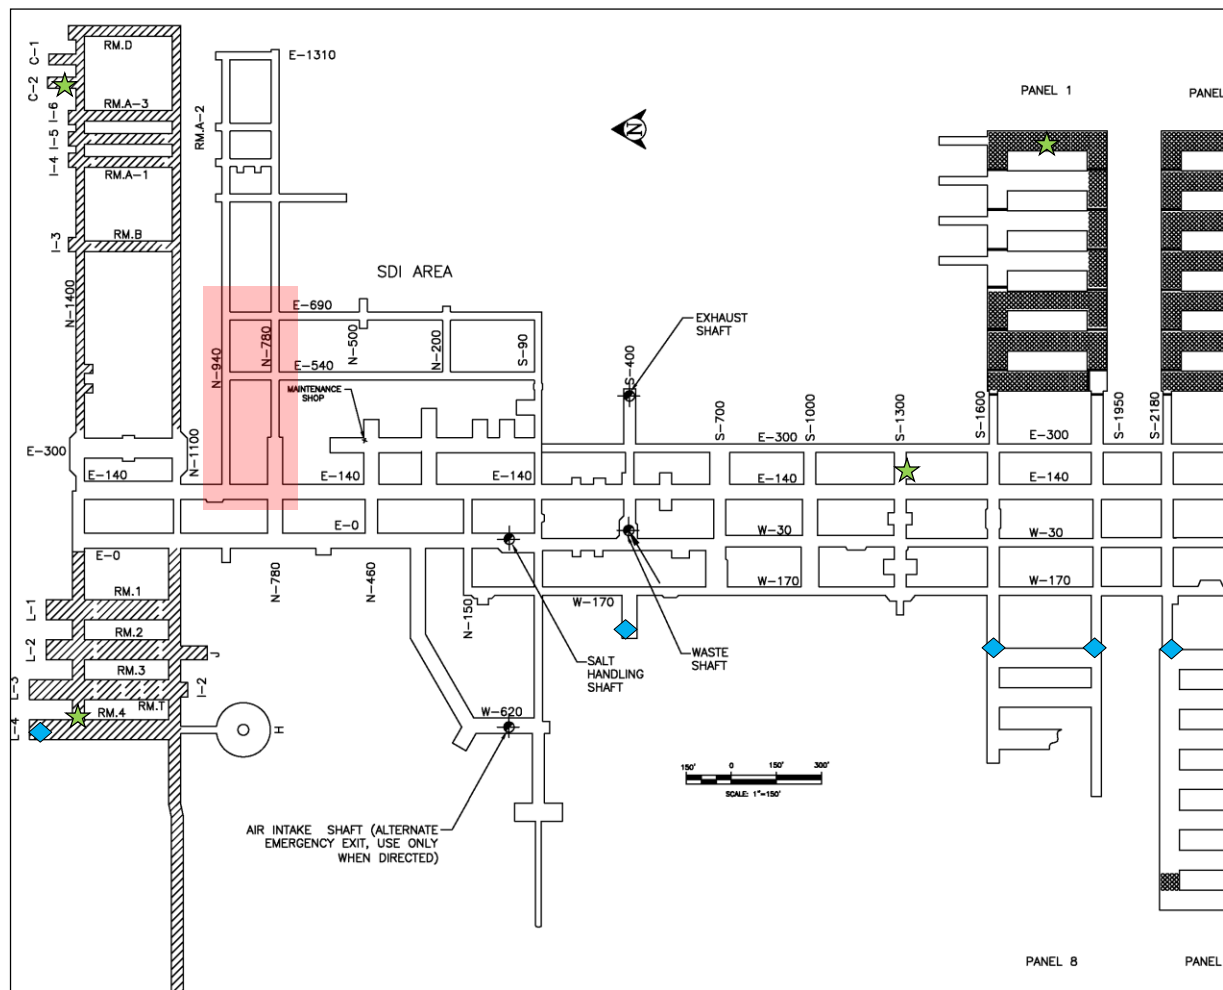 RM.D
E-1310
C-1
C-2
RM.A-3
RM.A-2
I-6
I-5
I-4
RM.A-1
I-3
RM.B
N
PANEL 1
PANEL
SDI AREA
N-1400
E-690
N-940
N-780
N-500
N-200
S-90
E-540
EXHAUST
SHAFT
S-400
MAINTENANCE
SHOP
S-700
S-1000
S-1300
S-1600
S-1950
S-2180
E-300
N-1100
E-300
E-300
E-140
E-140
E-140
E-140
E-140
E-0
W-30
W-30
E-0
N-780
N-460
N-150
W-170
W-170
W-170
RM.1
L-1
RM.2
L-2
J
RM.3
L-3
RM.T
I-2
RM.4
L-4
H
SALT
HANDLING
SHAFT
WASTE
SHAFT
W-620
150' 0 150' 300'
SCALE: 1"=150'
AIR INTAKE SHAFT (ALTERNATE
EMERGENCY EXIT, USE ONLY
WHEN DIRECTED)
PANEL 8
PANEL